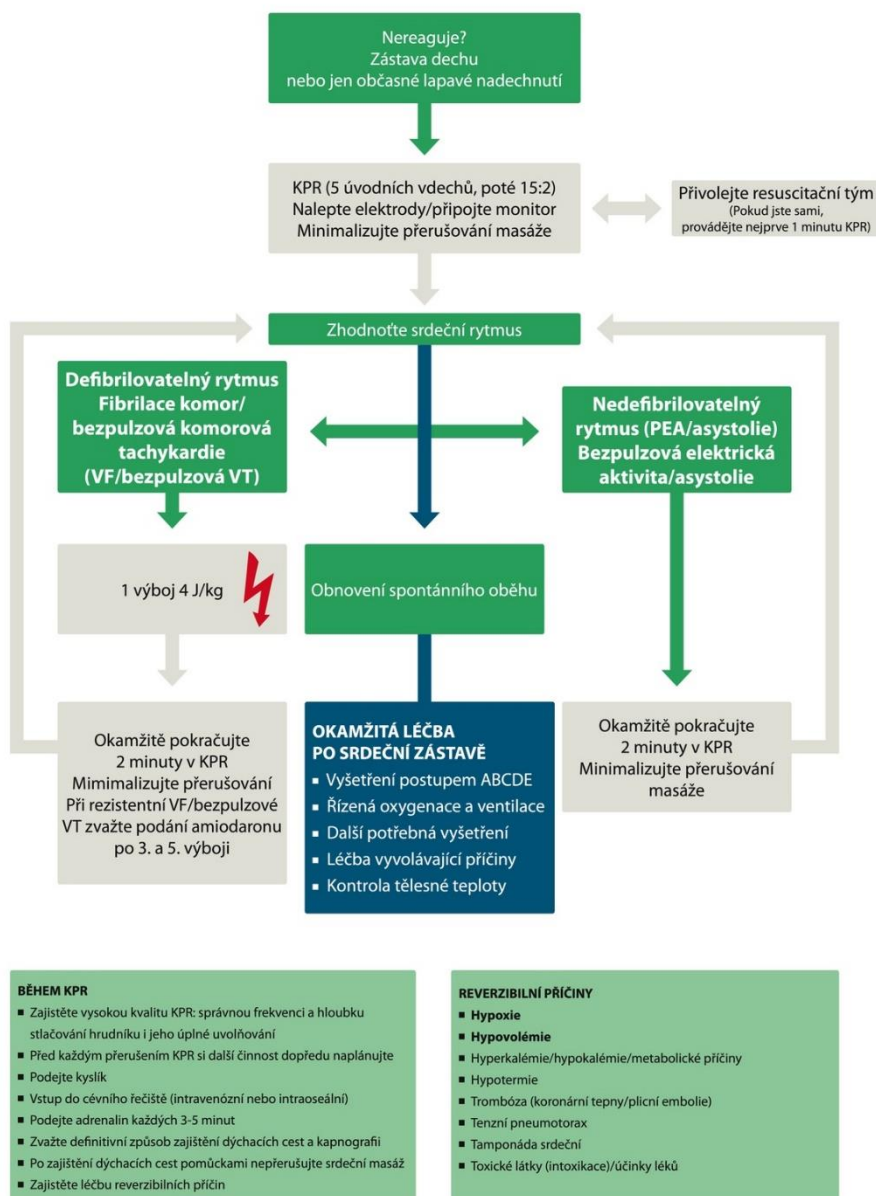 Nereaguje?
Zástava dechu
nebo jen občasné lapavé nadechnutí
KPR (5 úvodních vdechů, poté 15:2)
Nalepte elektrody/připojte monitor
Minimalizujte přerušování masáže
Přivolejte resuscitační tým
(Pokud jste sami,
provádějte nejprve 1 minutu KPR)
Zhodnoťte srdeční rytmus
Defibrilovatelný rytmus
Fibrilace komor/
bezpulzová komorová
tachykardie
(VF/bezpulzová VT)
Nedefibrilovatelný
rytmus (PEA/asystolie)
Bezpulzová elektrická
aktivita/asystolie
1 výboj 4 J/kg
Obnovení spontánního oběhu
Okamžitě pokračujte
2 minuty v KPR
Mimimalizujte přerušování
Při rezistentní VF/bezpulzové
VT zvažte podání amiodaronu
po 3. a 5. výboji
OKAMŽITÁ LÉČBA
PO SRDEČNÍ ZÁSTAVĚ
▪ Vyšetření postupem ABCDE
▪ Řízená oxygenace a ventilace
▪ Další potřebná vyšetření
▪ Léčba vyvolávající příčiny
▪ Kontrola tělesné teploty
Okamžitě pokračujte
2 minuty v KPR
Minimalizujte přerušování
masáže
BĚHEM KPR
▪ Zajistěte vysokou kvalitu KPR: správnou frekvenci a hloubku
stlačování hrudníku i jeho úplné uvolňování
▪ Před každým přerušením KPR si další činnost dopředu naplánujte
▪ Podejte kyslík
▪ Vstup do cévního řečiště (intravenózní nebo intraoseální)
▪ Podejte adrenalin každých 3-5 minut
▪ Zvažte definitivní způsob zajištění dýchacích cest a kapnografii
▪ Po zajištění dýchacích cest pomůckami nepřerušujte srdeční masáž
▪ Zajistěte léčbu reverzibilních příčin
REVERZIBILNÍ PŘÍČINY
▪ Hypoxie
▪ Hypovolémie
▪ Hyperkalémie/hypokalémie/metabolické příčiny
▪ Hypotermie
▪ Trombóza (koronární tepny/plicní embolie)
▪ Tenzní pneumotorax
▪ Tamponáda srdeční
▪ Toxické látky (intoxikace)/účinky léků